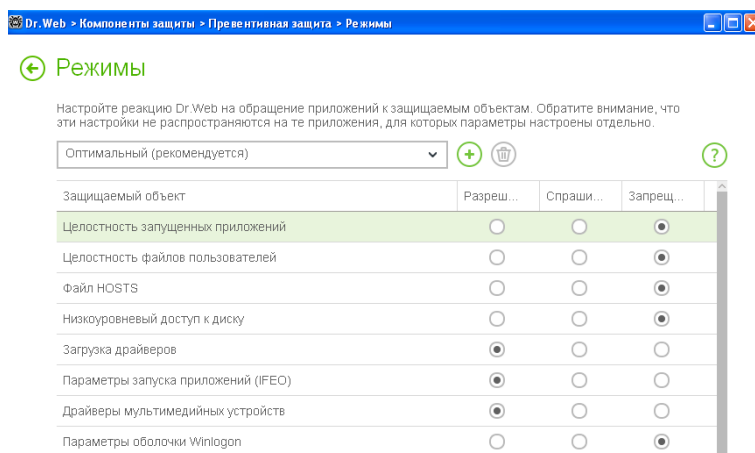 Dr.Web > Компоненты защиты > Превентивная защита > Режимы
Режимы
Настройте реакцию Dr.Web на обращение приложений к защищаемым объектам. Обратите внимание, что
эти настройки не распространяются на те приложения, для которых параметры настроены отдельно.
Оптимальный (рекомендуется)
?
Защищаемый объект Разреш... Спраши... Запрещ...
Целостность запущенных приложений
Целостность файлов пользователей
Файл HOSTS
Низкоуровневый доступ к диску
Загрузка драйверов
Параметры запуска приложений (IFEO)
Драйверы мультимедийных устройств
Параметры оболочки Winlogon